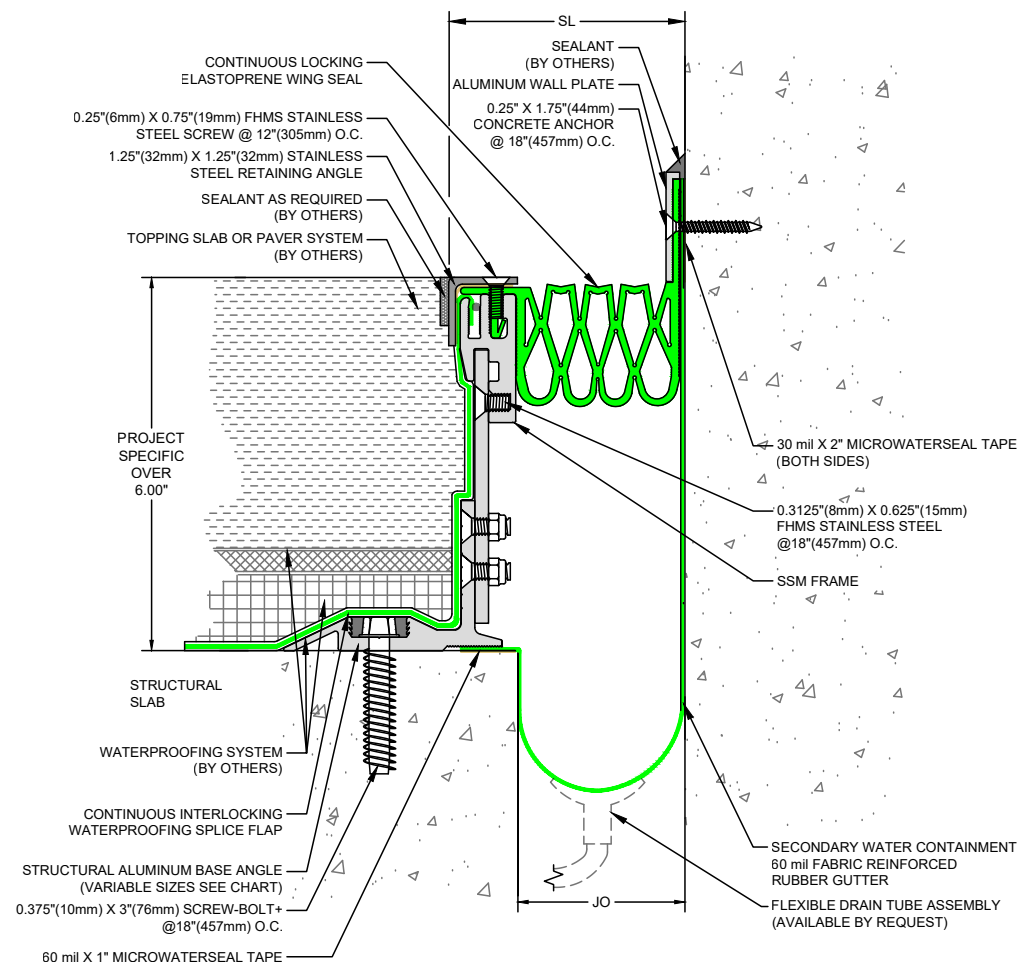 SL
CONTINUOUS LOCKING
ELASTOPRENE WING SEAL
0.25"(6mm) X 0.75"(19mm) FHMS STAINLESS
STEEL SCREW @ 12"(305mm) O.C.
1.25"(32mm) X 1.25"(32mm) STAINLESS
STEEL RETAINING ANGLE
SEALANT AS REQUIRED
(BY OTHERS)
TOPPING SLAB OR PAVER SYSTEM
(BY OTHERS)
SEALANT
(BY OTHERS)
ALUMINUM WALL PLATE
0.25" X 1.75"(44mm)
CONCRETE ANCHOR
@ 18"(457mm) O.C.
PROJECT
SPECIFIC
OVER
6.00"
30 mil X 2" MICROWATERSEAL TAPE
(BOTH SIDES)
0.3125"(8mm) X 0.625"(15mm)
FHMS STAINLESS STEEL
@18"(457mm) O.C.
SSM FRAME
STRUCTURAL
SLAB
WATERPROOFING SYSTEM
(BY OTHERS)
CONTINUOUS INTERLOCKING
WATERPROOFING SPLICE FLAP
STRUCTURAL ALUMINUM BASE ANGLE
(VARIABLE SIZES SEE CHART)
0.375"(10mm) X 3"(76mm) SCREW-BOLT+
@18"(457mm) O.C.
60 mil X 1" MICROWATERSEAL TAPE
SECONDARY WATER CONTAINMENT
60 mil FABRIC REINFORCED
RUBBER GUTTER
FLEXIBLE DRAIN TUBE ASSEMBLY
(AVAILABLE BY REQUEST)
JO